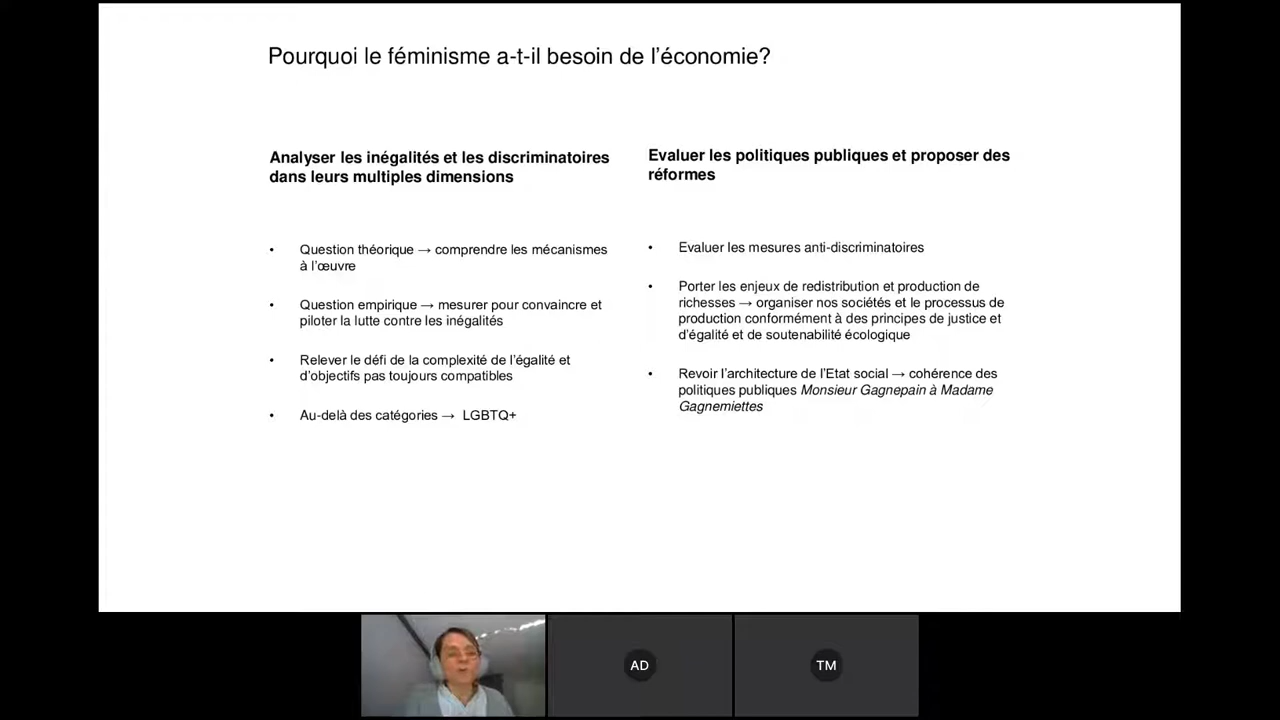 Pourquoi le féminisme a-t-il besoin de l’économie?
Analyser les inégalités et les discriminatoires
dans leurs multiples dimensions
• Question théorique → comprendre les mécanismes
à l’œuvre
• Question empirique → mesurer pour convaincre et
piloter la lutte contre les inégalités
• Relever le défi de la complexité de l’égalité et
d’objectifs pas toujours compatibles
• Au-delà des catégories → LGBTQ+
Evaluer les politiques publiques et proposer des
réformes
• Evaluer les mesures anti-discriminatoires
• Porter les enjeux de redistribution et production de
richesses → organiser nos sociétés et le processus de
production conformément à des principes de justice et
d’égalité et de soutenabilité écologique
• Revoir l’architecture de l’Etat social → cohérence des
politiques publiques Monsieur Gagnepain à Madame
Gagnemiettes
AD
TM